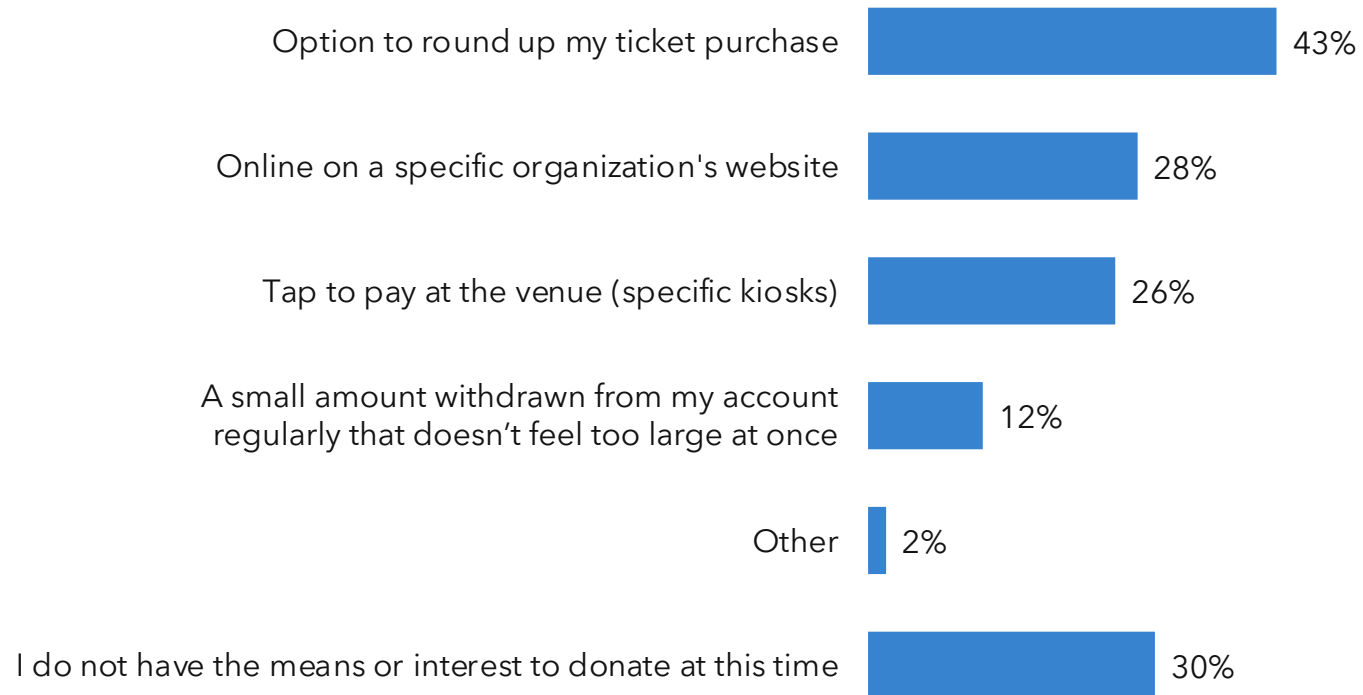 Option to round up my ticket purchase 43%
Online on a specific organization's website 28%
Tap to pay at the venue (specific kiosks) 26%
A small amount withdrawn from my account
regularly that doesn’t feel too large at once 12%
Other 2%
I do not have the means or interest to donate at this time 30%